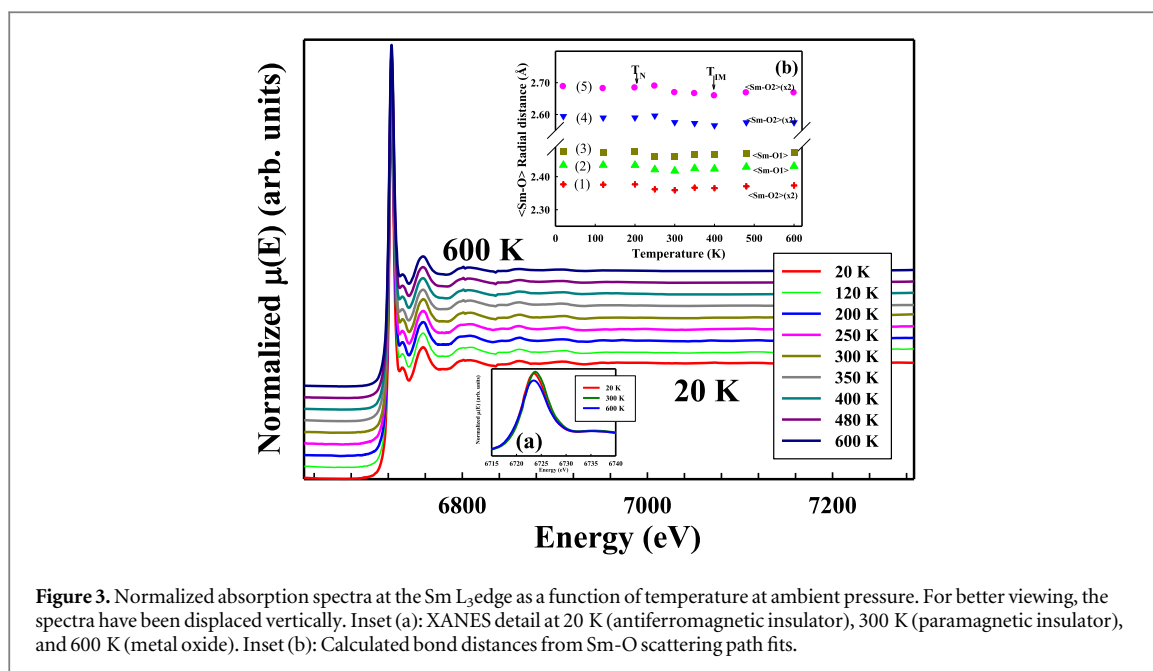 Normalized μ(E) (arb. units)
(b)
<Sm-O> Radial distance (Å)
2.70
2.60
2.40
2.30
T_N
T_IM
(5)
<Sm-O2>(x2)
(4)
<Sm-O2>(x2)
(3)
<Sm-O1>
(2)
<Sm-O1>
(1)
<Sm-O2>(x2)
0 100 200 300 400 500 600
Temperature (K)
600 K
20 K
20 K
120 K
200 K
250 K
300 K
350 K
400 K
480 K
600 K
Normalized μ(E) (arb. units)
20 K
300 K
600 K
(a)
6715 6720 6725 6730 6735 6740
Energy (eV)
6800 7000 7200
Energy (eV)
Figure 3. Normalized absorption spectra at the Sm L₃edge as a function of temperature at ambient pressure. For better viewing, the
spectra have been displaced vertically. Inset (a): XANES detail at 20 K (antiferromagnetic insulator), 300 K (paramagnetic insulator),
and 600 K (metal oxide). Inset (b): Calculated bond distances from Sm-O scattering path fits.